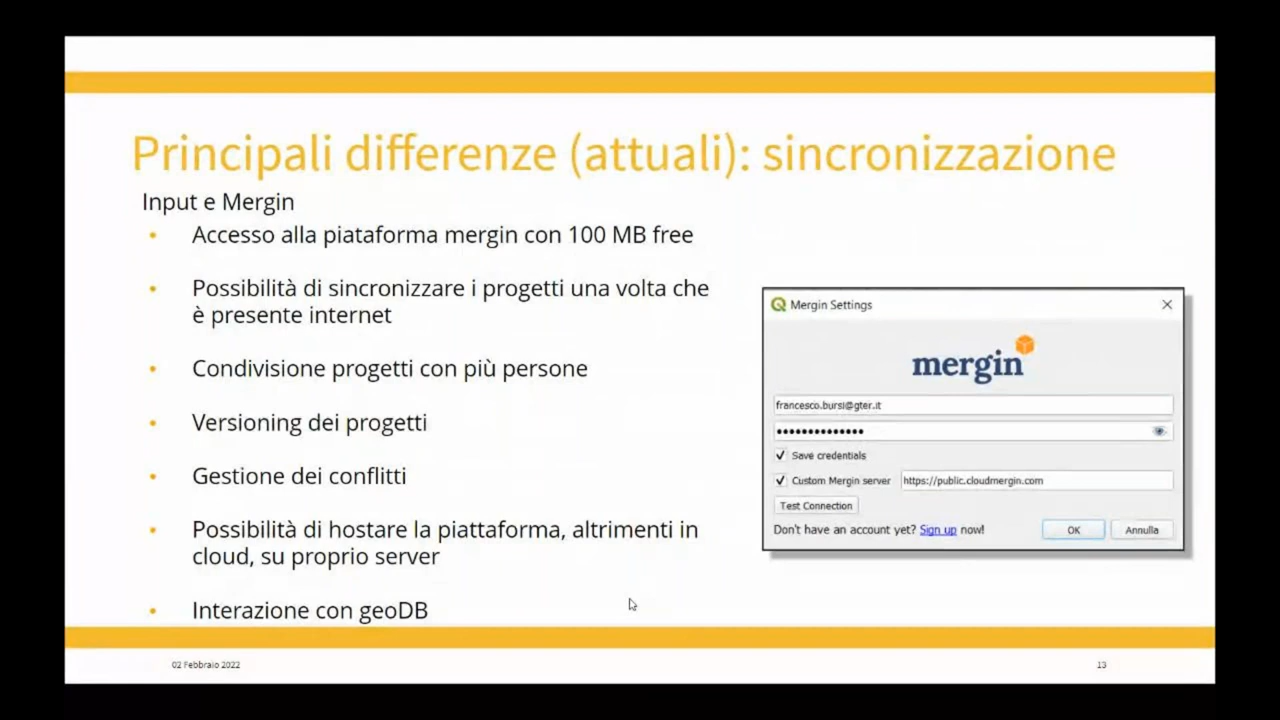 Principali differenze (attuali): sincronizzazione
Input e Mergin
• Accesso alla piataforma mergin con 100 MB free
• Possibilità di sincronizzare i progetti una volta che
è presente internet
• Condivisione progetti con più persone
• Versioning dei progetti
• Gestione dei conflitti
• Possibilità di hostare la piattaforma, altrimenti in
cloud, su proprio server
• Interazione con geoDB
Mergin Settings
mergin
francesco.bursi@gter.it
••••••••••••••
Save credentials
Custom Mergin server https://public.cloudmergin.com
Test Connection
Don't have an account yet? Sign up now!
OK
Annulla
02 Febbraio 2022
13